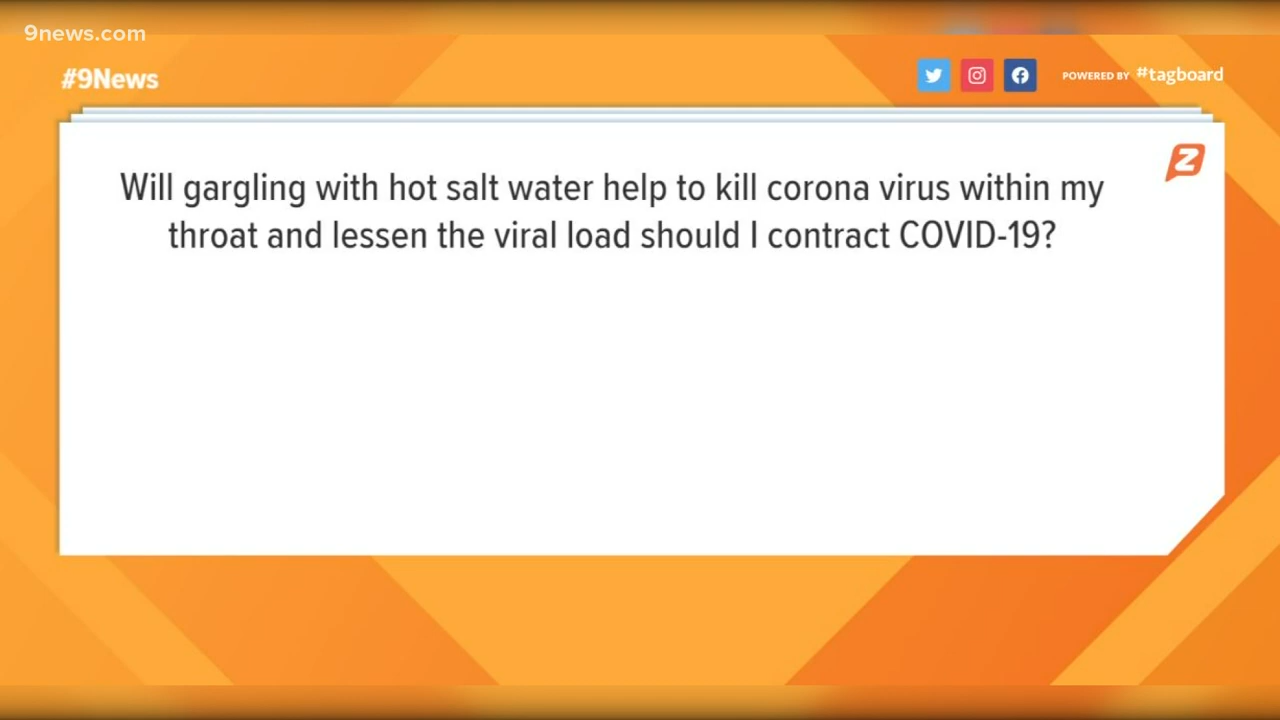 9news.com
#9News
POWERED BY #tagboard
Will gargling with hot salt water help to kill corona virus within my
throat and lessen the viral load should I contract COVID-19?